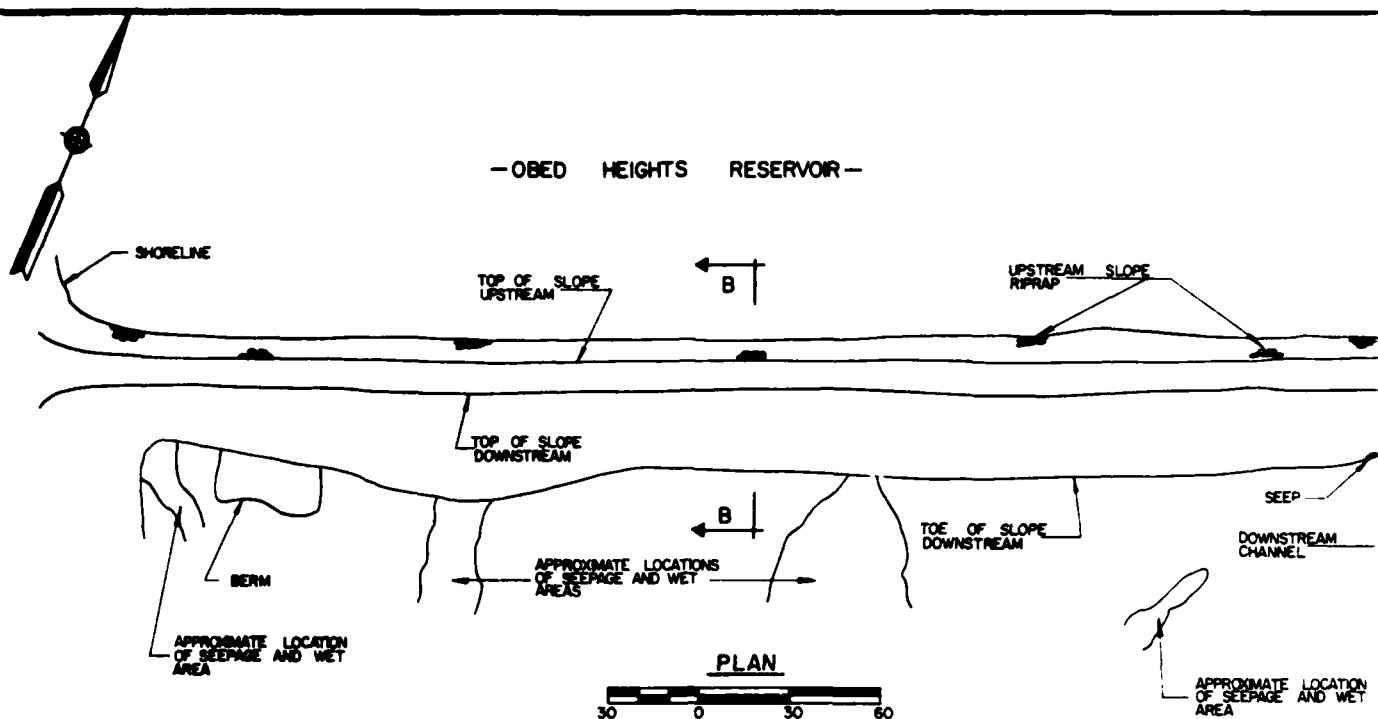 -OBED HEIGHTS RESERVOIR-
SHORELINE
TOP OF SLOPE
UPSTREAM
B
UPSTREAM SLOPE
RIPRAP
TOP OF SLOPE
DOWNSTREAM
BERM
APPROXIMATE LOCATION
OF SEEPAGE AND WET
AREA
APPROXIMATE LOCATIONS
OF SEEPAGE AND WET
AREAS
B
TOE OF SLOPE
DOWNSTREAM
SEEP
DOWNSTREAM
CHANNEL
APPROXIMATE LOCATION
OF SEEPAGE AND WET
AREA
PLAN
30 0 30 60